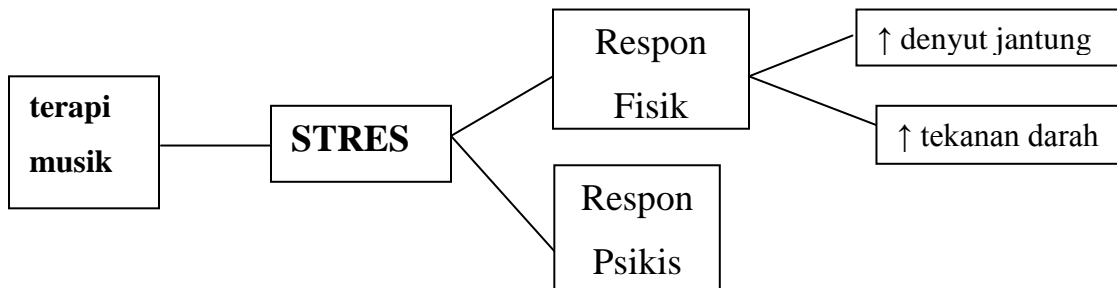 terapi
musik
STRES
Respon
Fisik
↑ denyut jantung
↑ tekanan darah
Respon
Psikis